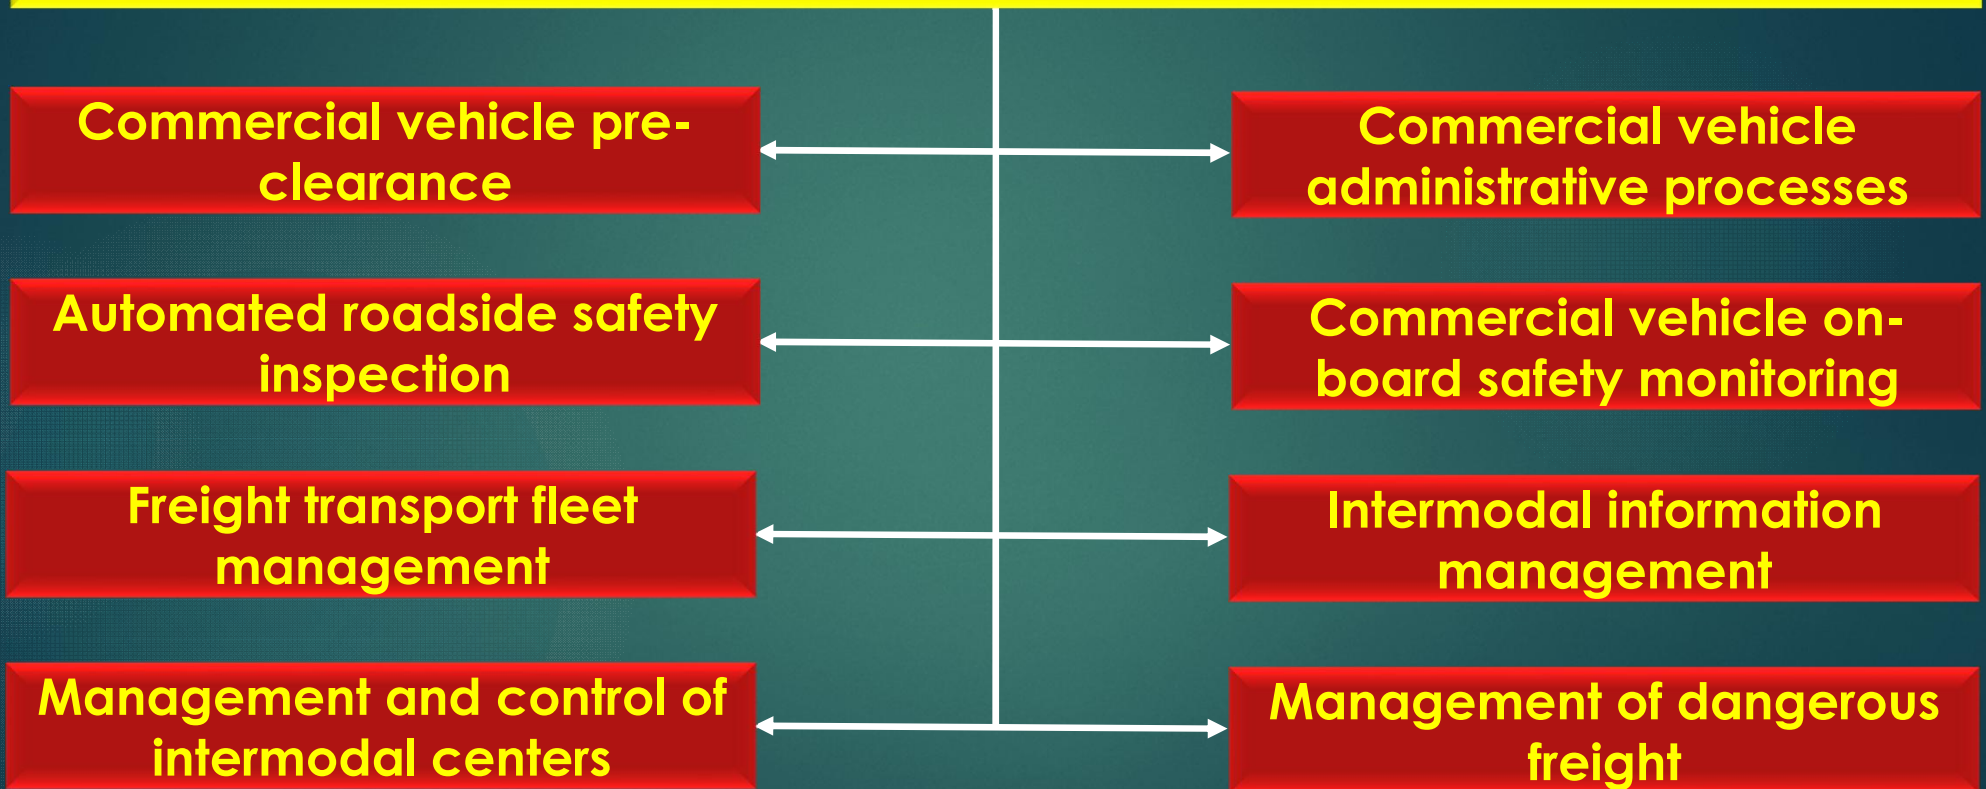 Commercial vehicle pre-
clearance
Commercial vehicle
administrative processes
Automated roadside safety
inspection
Commercial vehicle on-
board safety monitoring
Freight transport fleet
management
Intermodal information
management
Management and control of
intermodal centers
Management of dangerous
freight